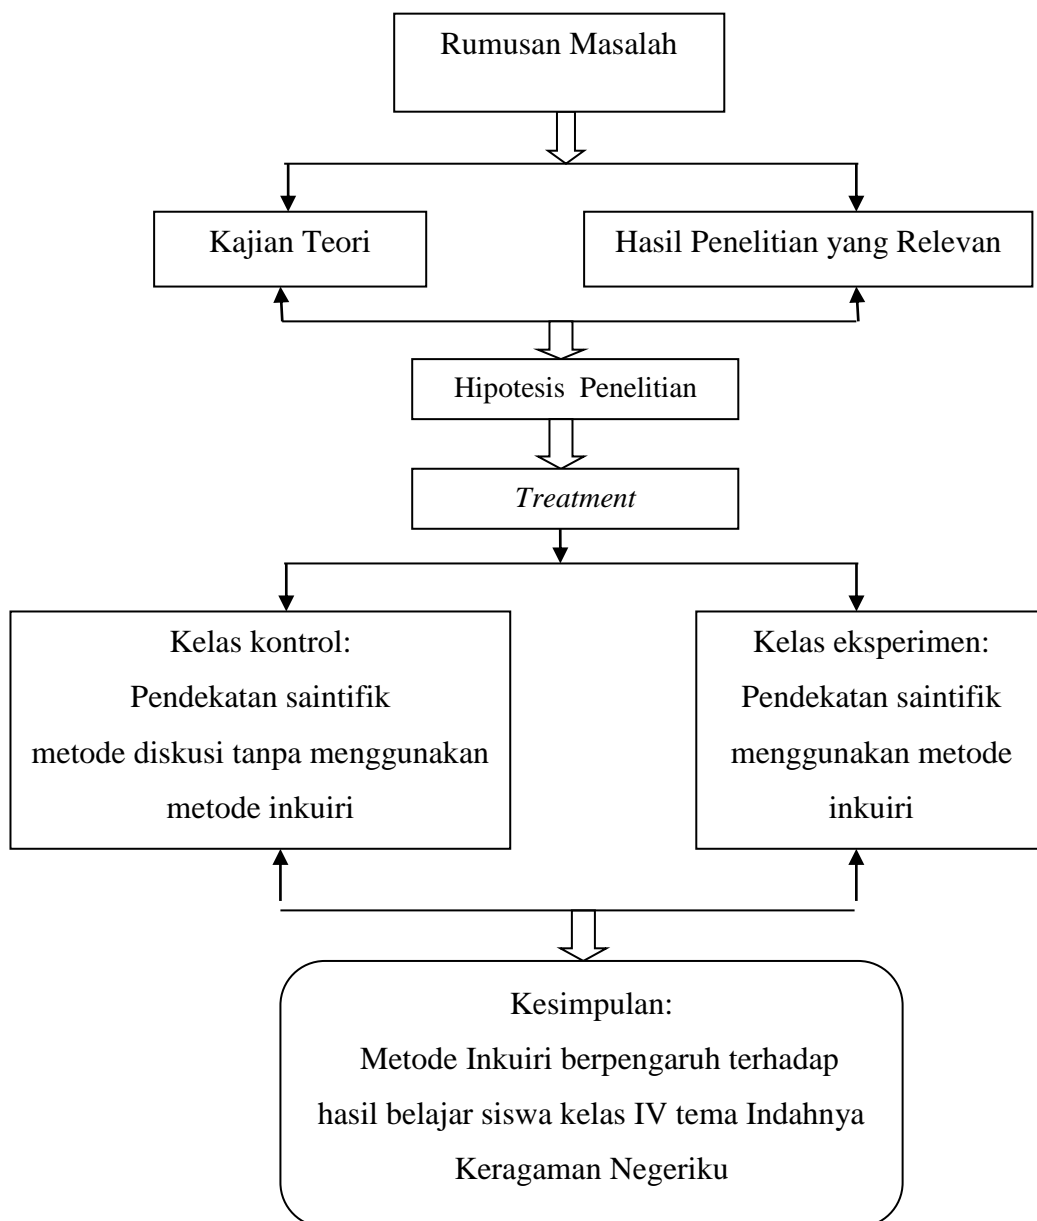 Rumusan Masalah
Kajian Teori
Hasil Penelitian yang Relevan
Hipotesis Penelitian
Treatment
Kelas kontrol:
Pendekatan saintifik
metode diskusi tanpa menggunakan
metode inkuiri
Kelas eksperimen:
Pendekatan saintifik
menggunakan metode
inkuiri
Kesimpulan:
Metode Inkuiri berpengaruh terhadap
hasil belajar siswa kelas IV tema Indahnya
Keragaman Negeriku